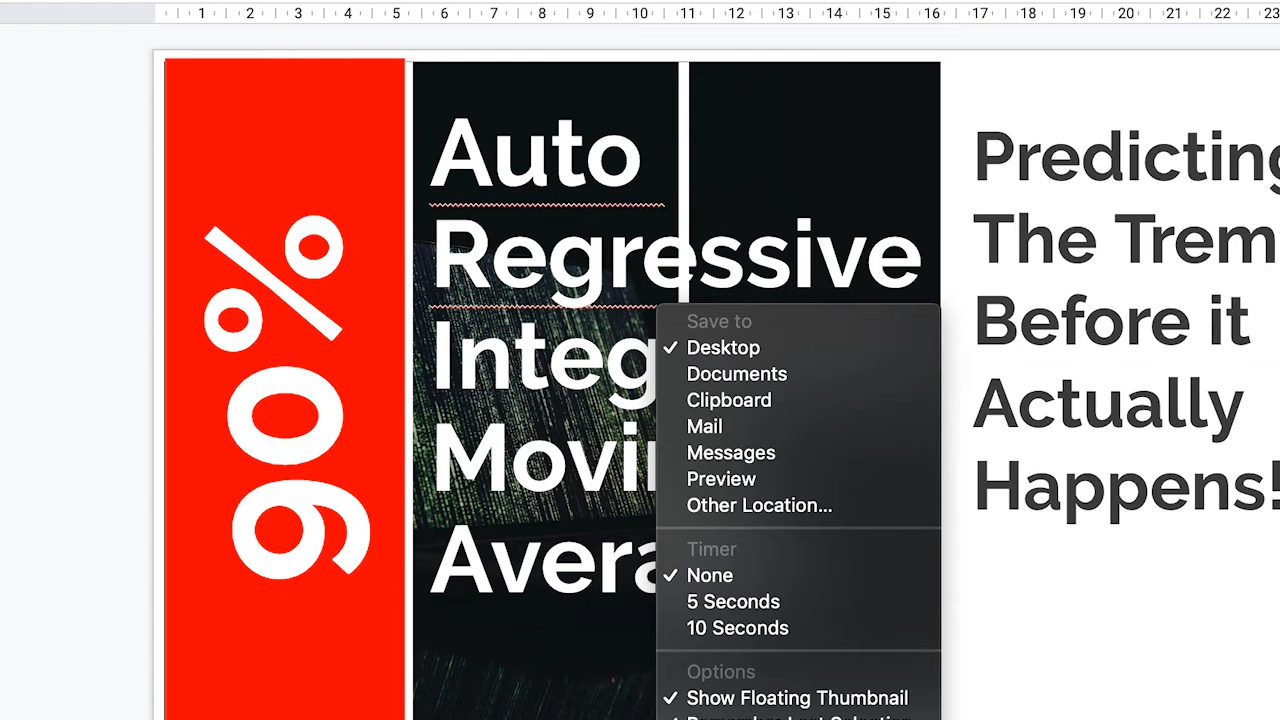 1 2 3 4 5 6 7 8 9 10 11 12 13 14 15 16 17 18 19 20 21 22 23
90%
Auto
Regressive
Integ
Movi
Avera
Predicting
The Trem
Before it
Actually
Happens!
Save to
Desktop
Documents
Clipboard
Mail
Messages
Preview
Other Location...
Timer
None
5 Seconds
10 Seconds
Options
Show Floating Thumbnail